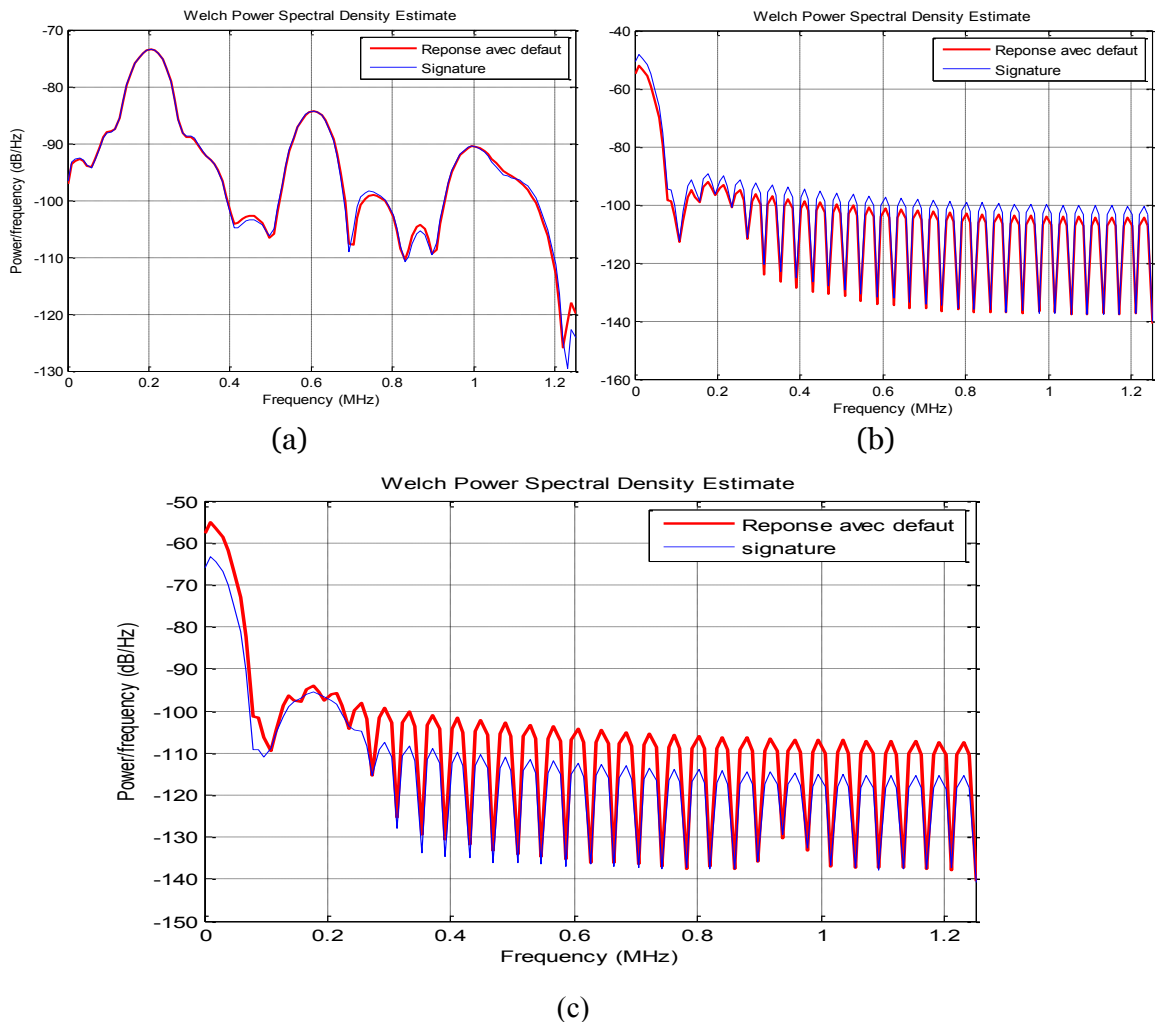 Welch Power Spectral Density Estimate
-70
-80
-90
-100
-110
-120
-130
Power/frequency (dB/Hz)
Reponse avec defaut
Signature
0
0.2
0.4
0.6
0.8
1
1.2
Frequency (MHz)
(a)
Welch Power Spectral Density Estimate
-40
-60
-80
-100
-120
-140
-160
Reponse avec defaut
Signature
0
0.2
0.4
0.6
0.8
1
1.2
Frequency (MHz)
(b)
Welch Power Spectral Density Estimate
-50
-60
-70
-80
-90
-100
-110
-120
-130
-140
-150
Power/frequency (dB/Hz)
Reponse avec defaut
signature
0
0.2
0.4
0.6
0.8
1
1.2
Frequency (MHz)
(c)